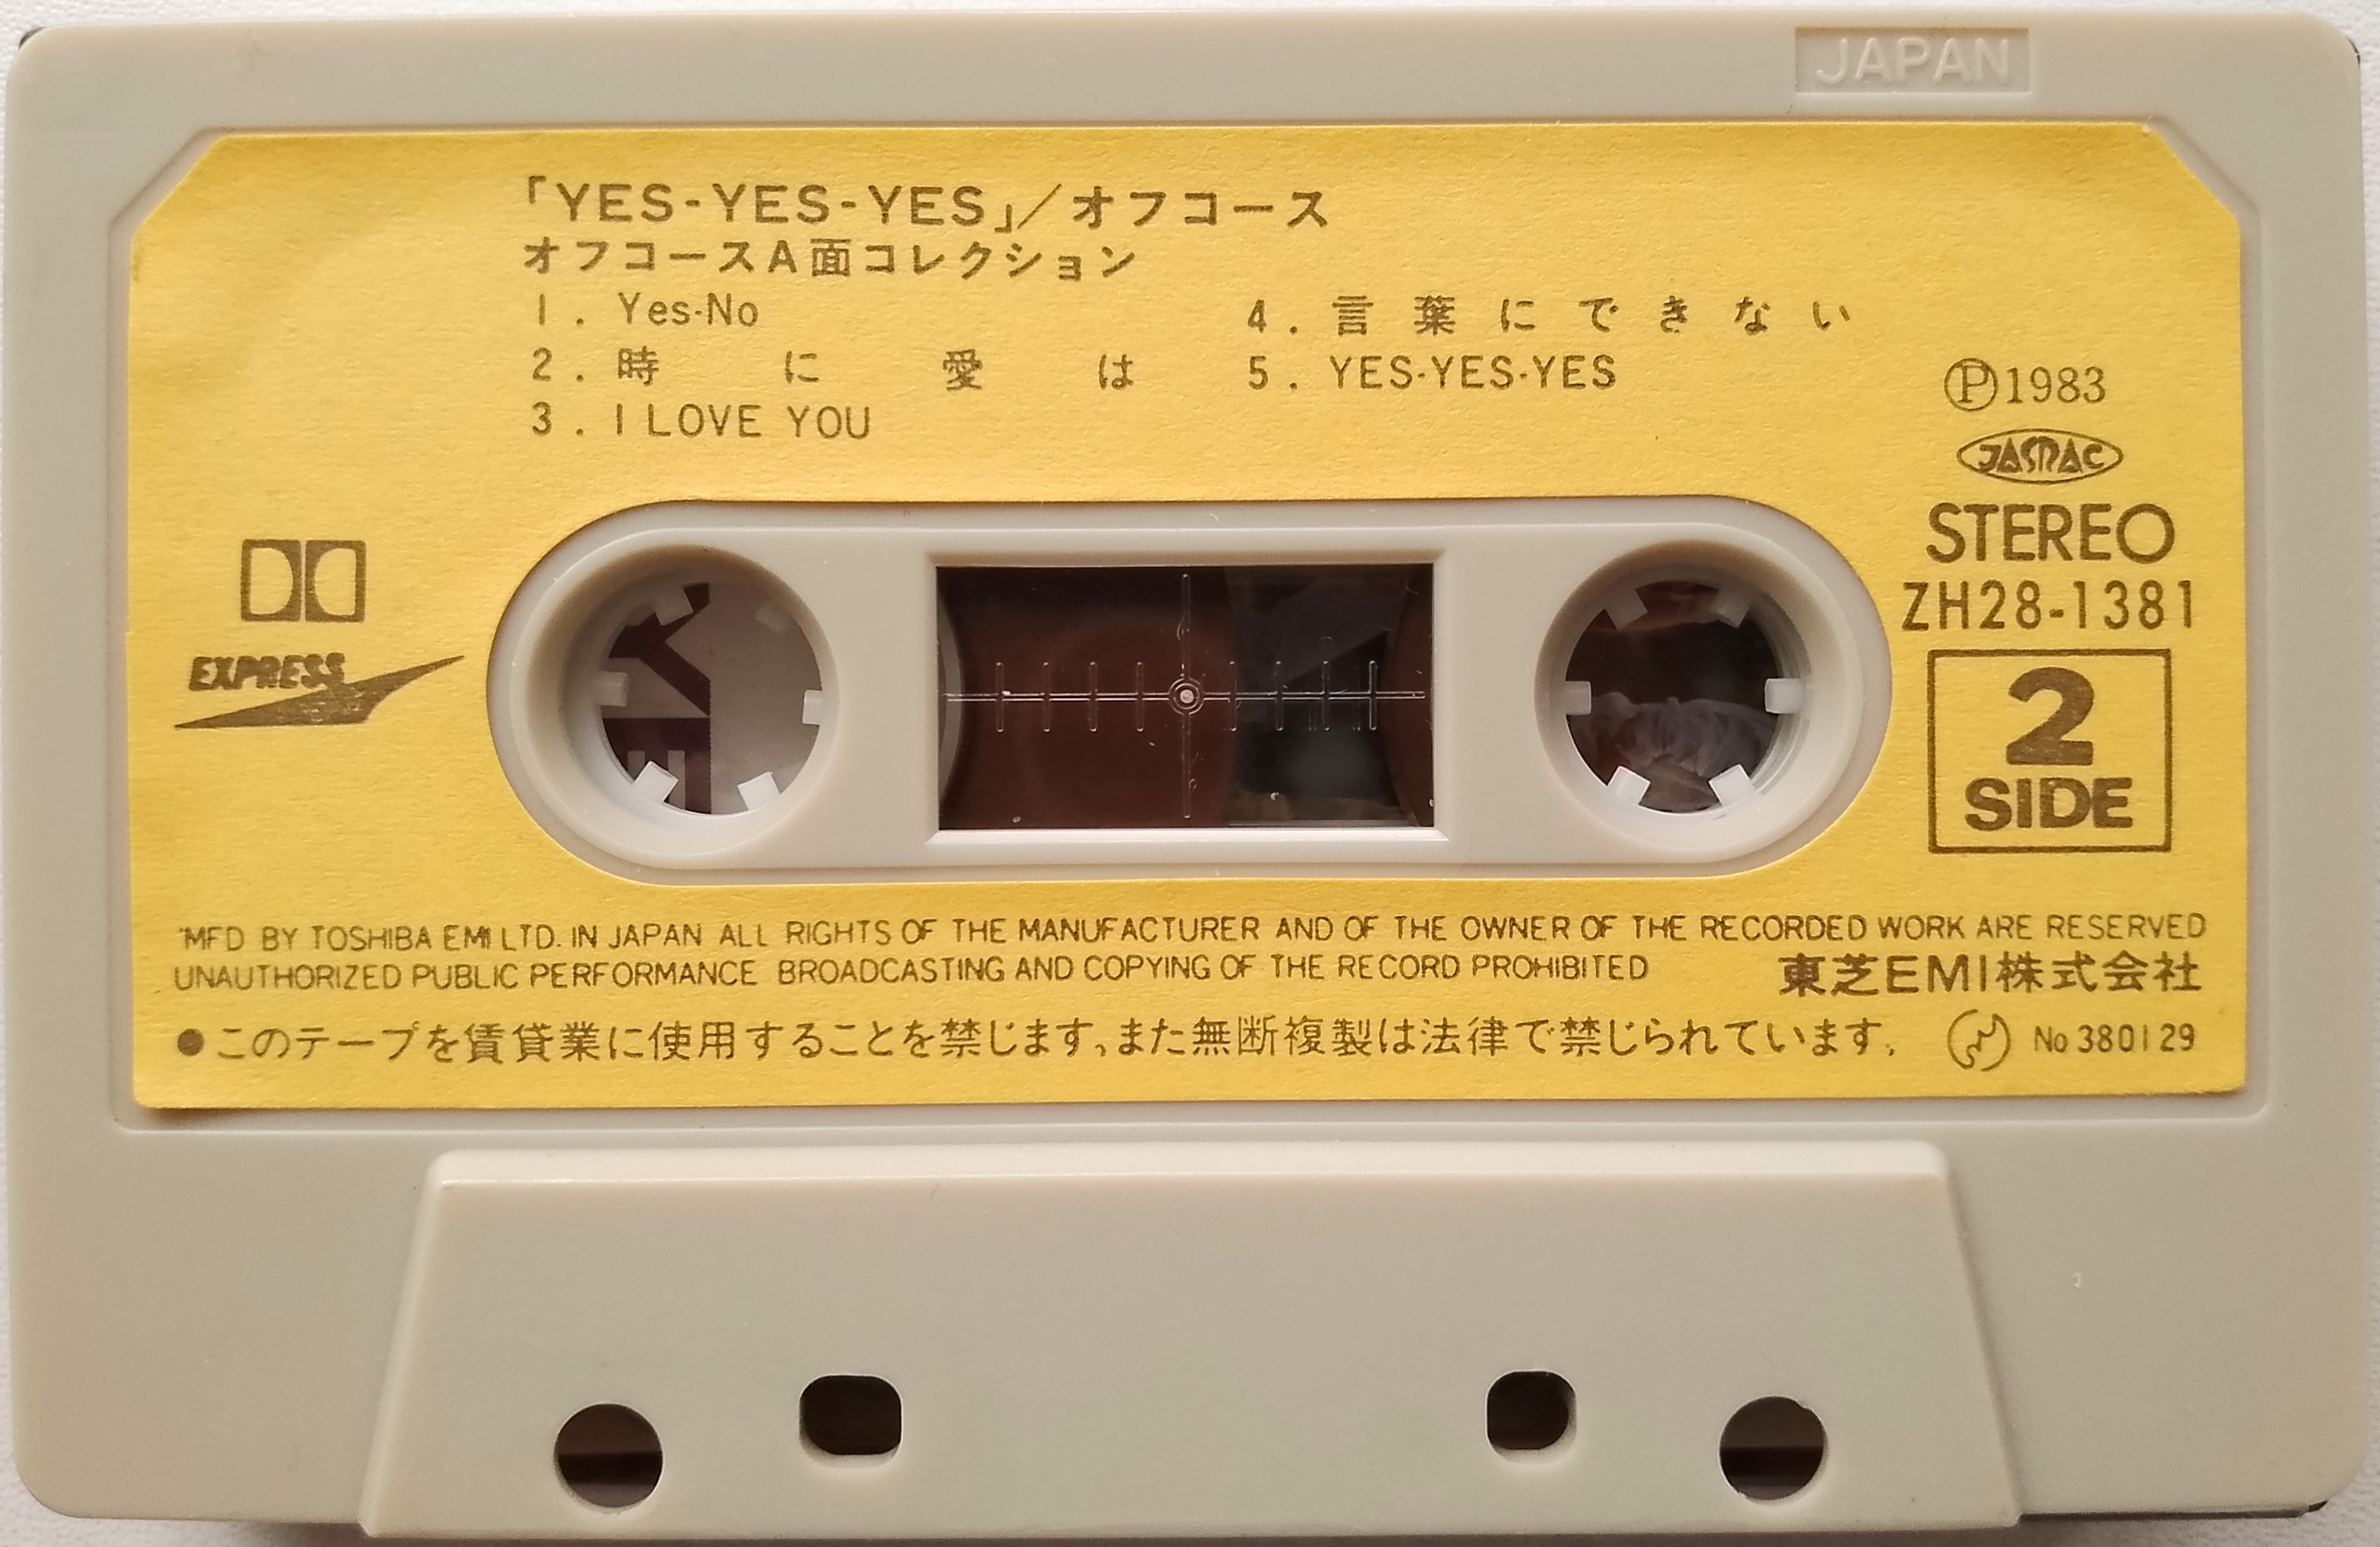 JAPAN
「YES-YES-YES」／オフコース
オフコースA面コレクション
1. Yes-No
2. 時に愛は
3. I LOVE YOU
4. 言葉にできない
5. YES-YES-YES
Ⓟ1983
JASRAC
STEREO
ZH28-1381
2
SIDE
EXPRESS
MFD BY TOSHIBA EMI LTD. IN JAPAN ALL RIGHTS OF THE MANUFACTURER AND OF THE OWNER OF THE RECORDED WORK ARE RESERVED
UNAUTHORIZED PUBLIC PERFORMANCE BROADCASTING AND COPYING OF THE RECORD PROHIBITED
東芝EMI株式会社
●このテープを賃貸業に使用することを禁じます、また無断複製は法律で禁じられています。
No 380129
YE